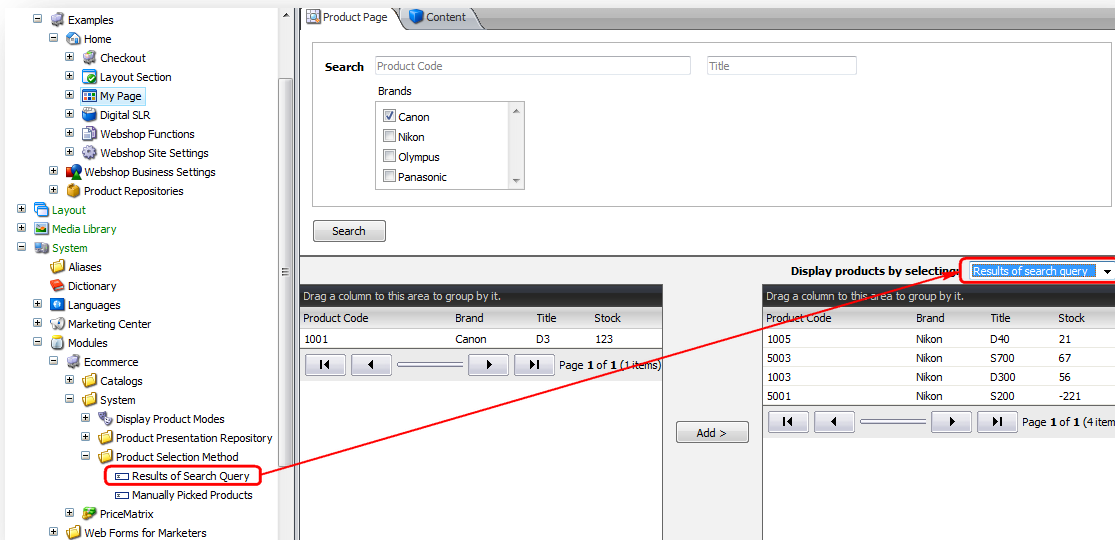 Examples
Home
Checkout
Layout Section
My Page
Digital SLR
Webshop Functions
Webshop Site Settings
Webshop Business Settings
Product Repositories
Layout
Media Library
System
Aliases
Dictionary
Languages
Marketing Center
Modules
Ecommerce
Catalogs
System
Display Product Modes
Product Presentation Repository
Product Selection Method
Results of Search Query
Manually Picked Products
PriceMatrix
Web Forms for Marketers
Product Page Content
Search Product Code Title
Brands
Canon
Nikon
Olympus
Panasonic
Search
Display products by selecting: Results of search query
Drag a column to this area to group by it.
Product Code Brand Title Stock
1001 Canon D3 123
Page 1 of 1 (1 items)
Add >
Drag a column to this area to group by it.
Product Code Brand Title Stock
1005 Nikon D40 21
5003 Nikon S700 67
1003 Nikon D300 56
5001 Nikon S200 -221
Page 1 of 1 (4 item